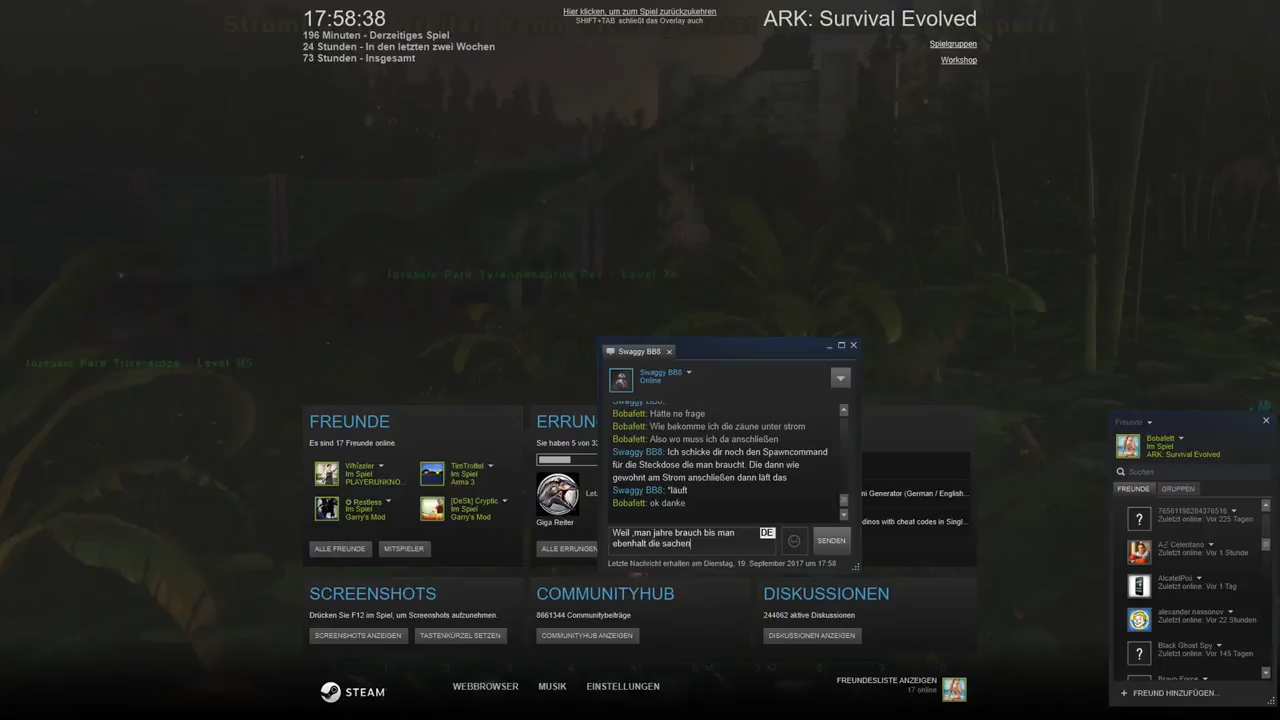 17:58:38
196 Minuten - Derzeitiges Spiel
24 Stunden - In den letzten zwei Wochen
73 Stunden - Insgesamt
Hier klicken, um zum Spiel zurückzukehren
SHIFT+TAB schließt das Overlay auch
ARK: Survival Evolved
Spielgruppen
Workshop
Jurassic Park Tyrannosaurus Rex - Level 76
Swaggy BB8
Swaggy BB8
Online
Swaggy BB8:
Bobafett: Hätte ne frage
Bobafett: Wie bekomme ich die zäune unter strom
Bobafett: Also wo muss ich da anschließen
Swaggy BB8: Ich schicke dir noch den Spawncommand
für die Steckdose die man braucht. Die dann wie
gewohnt am Strom anschließen dann läft das
Swaggy BB8: *läuft
Bobafett: ok danke
Weil ,man jahre brauch bis man
ebenhalt die sachen
DE
SENDEN
Letzte Nachricht erhalten am Dienstag, 19. September 2017 um 17:58
FREUNDE
Es sind 17 Freunde online.
Whizzler
Im Spiel
PLAYERUNKNO...
TimTroftel
Im Spiel
Arma 3
Restless
Im Spiel
Garry's Mod
[DeSk] Cryptic
Im Spiel
Garry's Mod
ALLE FREUNDE
MITSPIELER
ERRUN
Sie haben 5 von 32
Letz
Giga Reiter
ALLE ERRUNGEN
ni Generator (German / English...
dinos with cheat codes in Singl...
SCREENSHOTS
Drücken Sie F12 im Spiel, um Screenshots aufzunehmen.
SCREENSHOTS ANZEIGEN
TASTENKÜRZEL SETZEN
COMMUNITYHUB
8661344 Communitybeiträge
COMMUNITYHUB ANZEIGEN
DISKUSSIONEN
244062 aktive Diskussionen
DISKUSSIONEN ANZEIGEN
STEAM
WEBBROWSER
MUSIK
EINSTELLUNGEN
FREUNDESLISTE ANZEIGEN
17 online
Freunde
Bobafett
Im Spiel
ARK: Survival Evolved
Suchen
FREUNDE
GRUPPEN
76561198284376516
Zuletzt online: Vor 225 Tagen
Celentano
Zuletzt online: Vor 1 Stunde
AlcatelPixi
Zuletzt online: Vor 1 Tag
alexander nassonov
Zuletzt online: Vor 22 Stunden
Black Ghost Spy
Zuletzt online: Vor 145 Tagen
Bravo Force
+ FREUND HINZUFÜGEN...